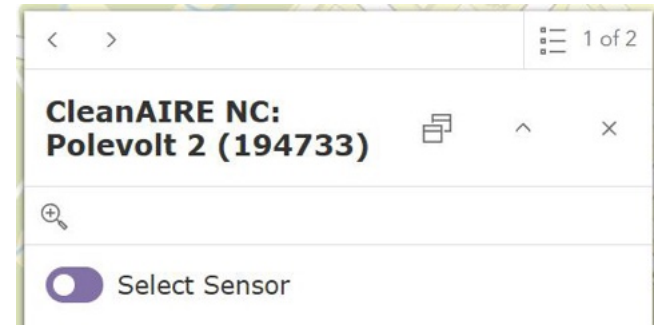 1 of 2
CleanAIRE NC:
Polevolt 2 (194733)
Select Sensor